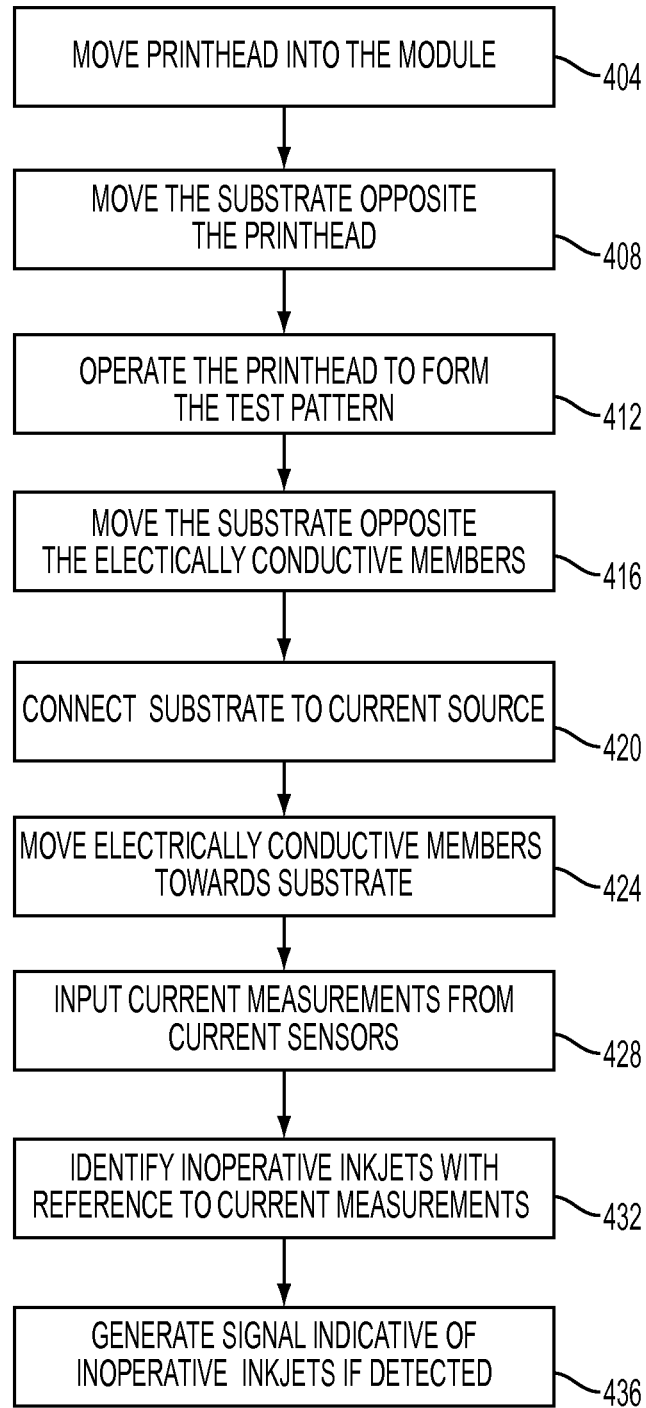 MOVE PRINTHEAD INTO THE MODULE
404
MOVE THE SUBSTRATE OPPOSITE
THE PRINTHEAD
408
OPERATE THE PRINTHEAD TO FORM
THE TEST PATTERN
412
MOVE THE SUBSTRATE OPPOSITE
THE ELECTICALLY CONDUCTIVE MEMBERS
416
CONNECT SUBSTRATE TO CURRENT SOURCE
420
MOVE ELECTRICALLY CONDUCTIVE MEMBERS
TOWARDS SUBSTRATE
424
INPUT CURRENT MEASUREMENTS FROM
CURRENT SENSORS
428
IDENTIFY INOPERATIVE INKJETS WITH
REFERENCE TO CURRENT MEASUREMENTS
432
GENERATE SIGNAL INDICATIVE OF
INOPERATIVE INKJETS IF DETECTED
436